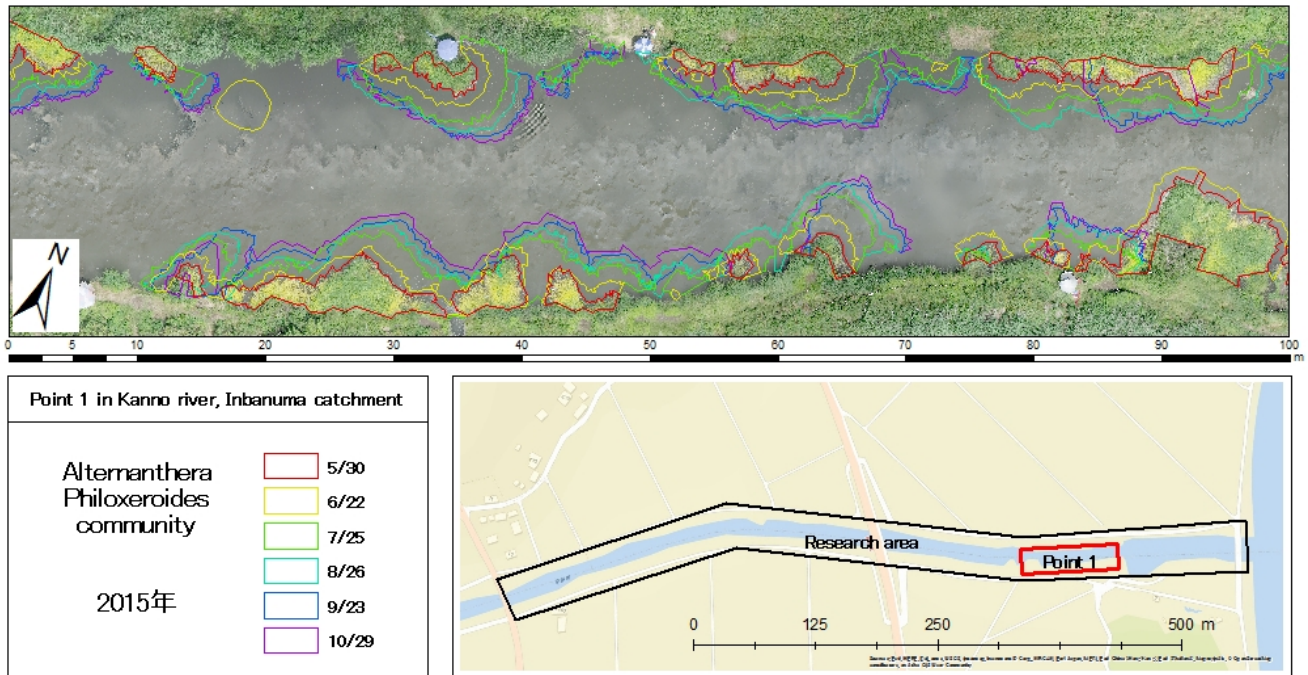 N
0 5 10 20 30 40 50 60 70 80 90 100
m
Point 1 in Kanno river, Inbanuma catchment
Alternanthera
Philoxeroides
community
2015年
5/30
6/22
7/25
8/26
9/23
10/29
Research area
Point 1
0 125 250 500 m